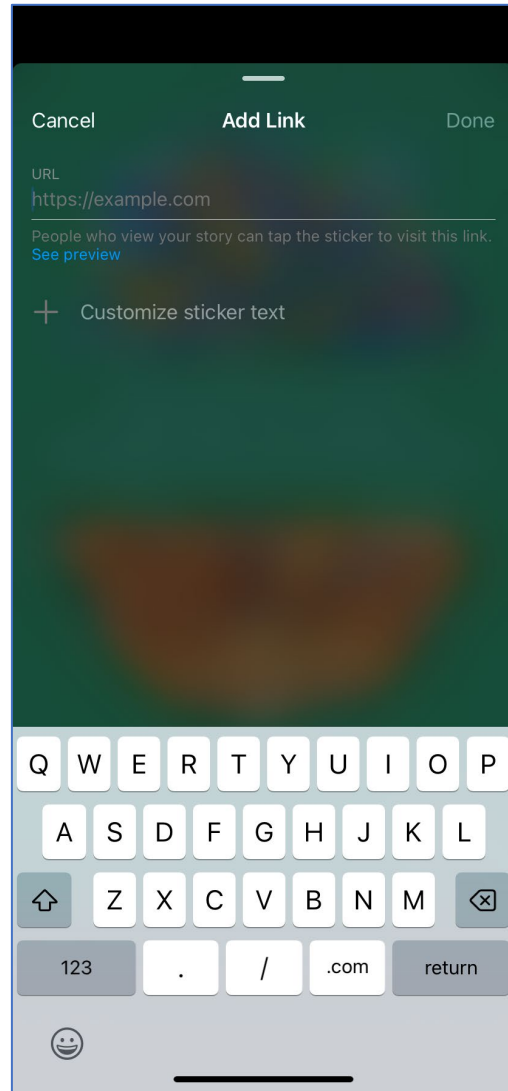 Cancel Add Link Done
URL
https://example.com
People who view your story can tap the sticker to visit this link.
See preview
+ Customize sticker text
Q W E R T Y U I O P
A S D F G H J K L
Z X C V B N M
123 . / .com return